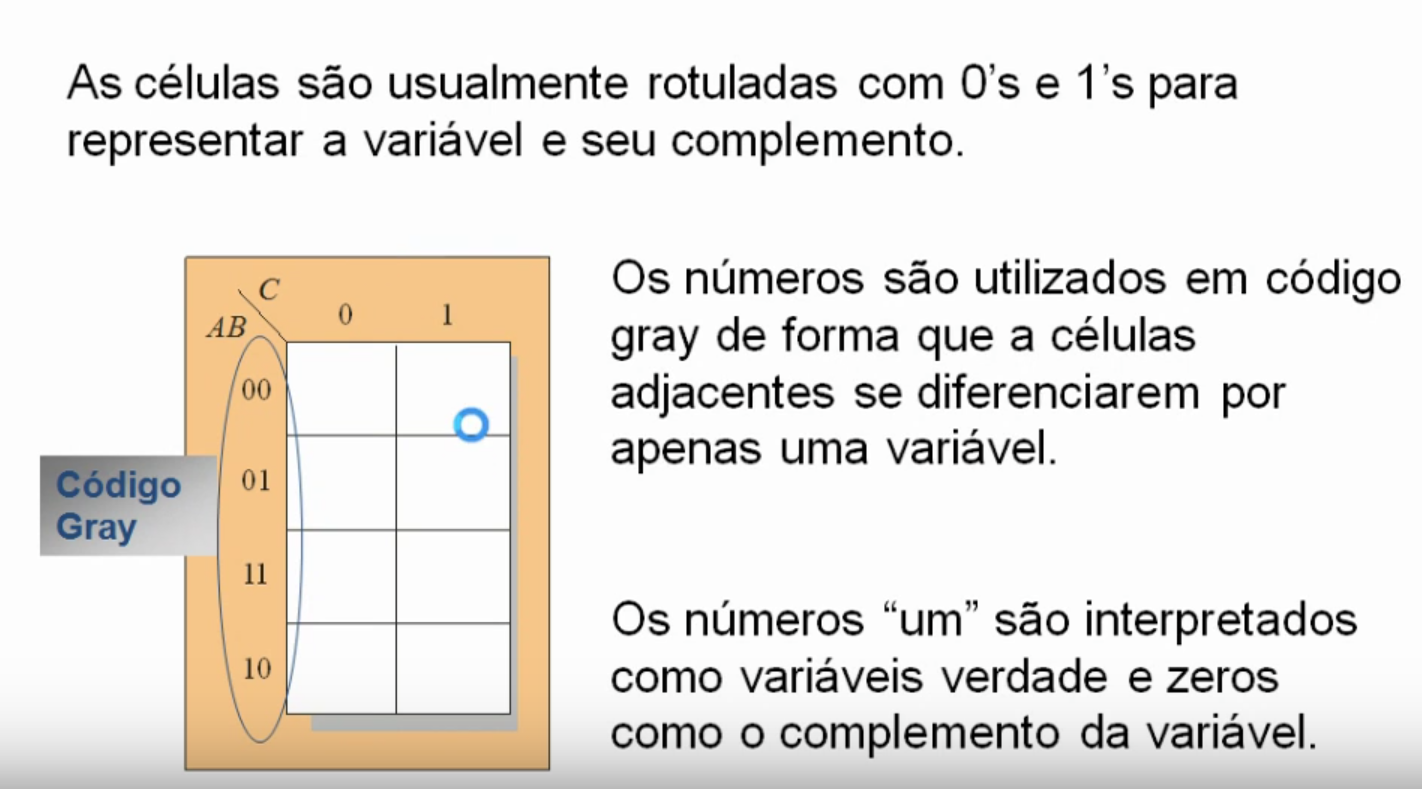 As células são usualmente rotuladas com 0’s e 1’s para
representar a variável e seu complemento.
C
AB
0 1
00
01
11
10
Código
Gray
Os números são utilizados em código
gray de forma que a células
adjacentes se diferenciarem por
apenas uma variável.
Os números “um” são interpretados
como variáveis verdade e zeros
como o complemento da variável.